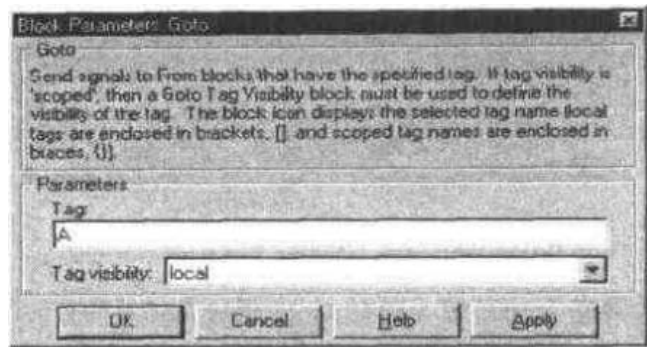 Block Parameters: Goto
Goto
Send signals to From blocks that have the specified tag. If tag visibility is
'scoped', then a Goto Tag Visibility block must be used to define the
visibility of the tag. The block icon displays the selected tag name (local
tags are enclosed in brackets, [], and scoped tag names are enclosed in
braces, {}).
Parameters
Tag:
A
Tag visibility: local
OK Cancel Help Apply